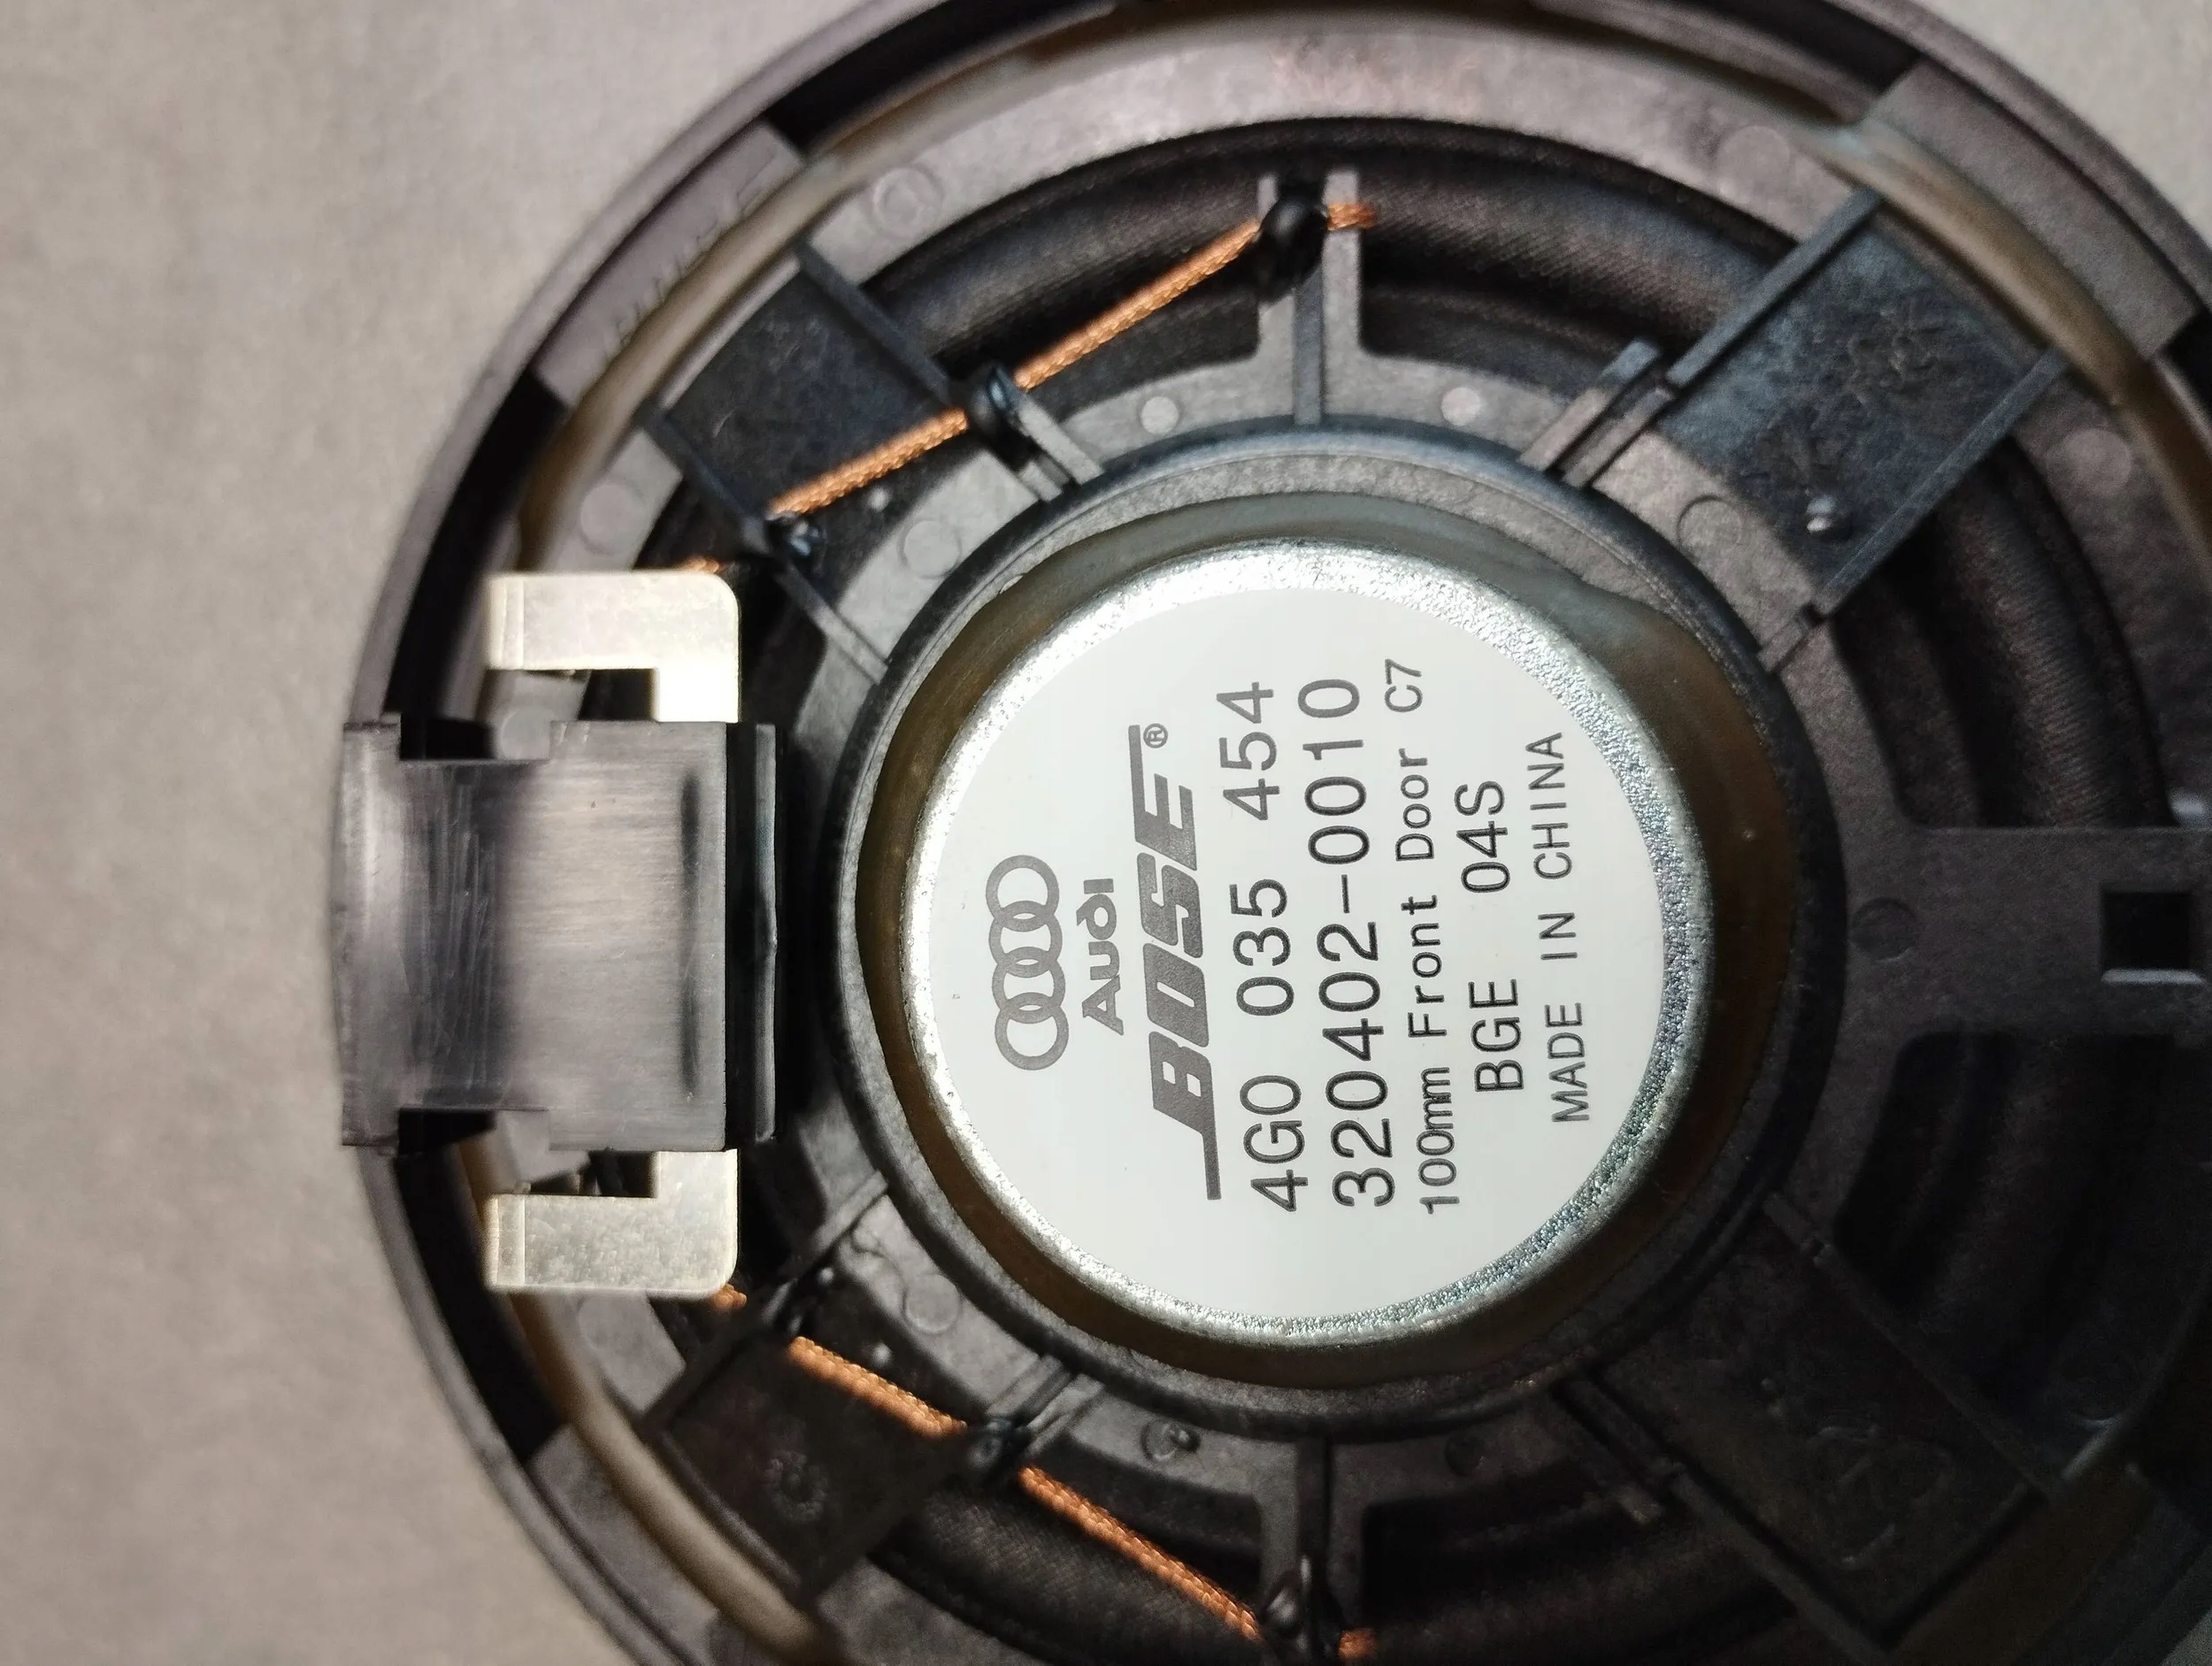 Audi
BOSE®
4G0 035 454
320402-0010
100mm Front Door C7
BGE 04S
MADE IN CHINA